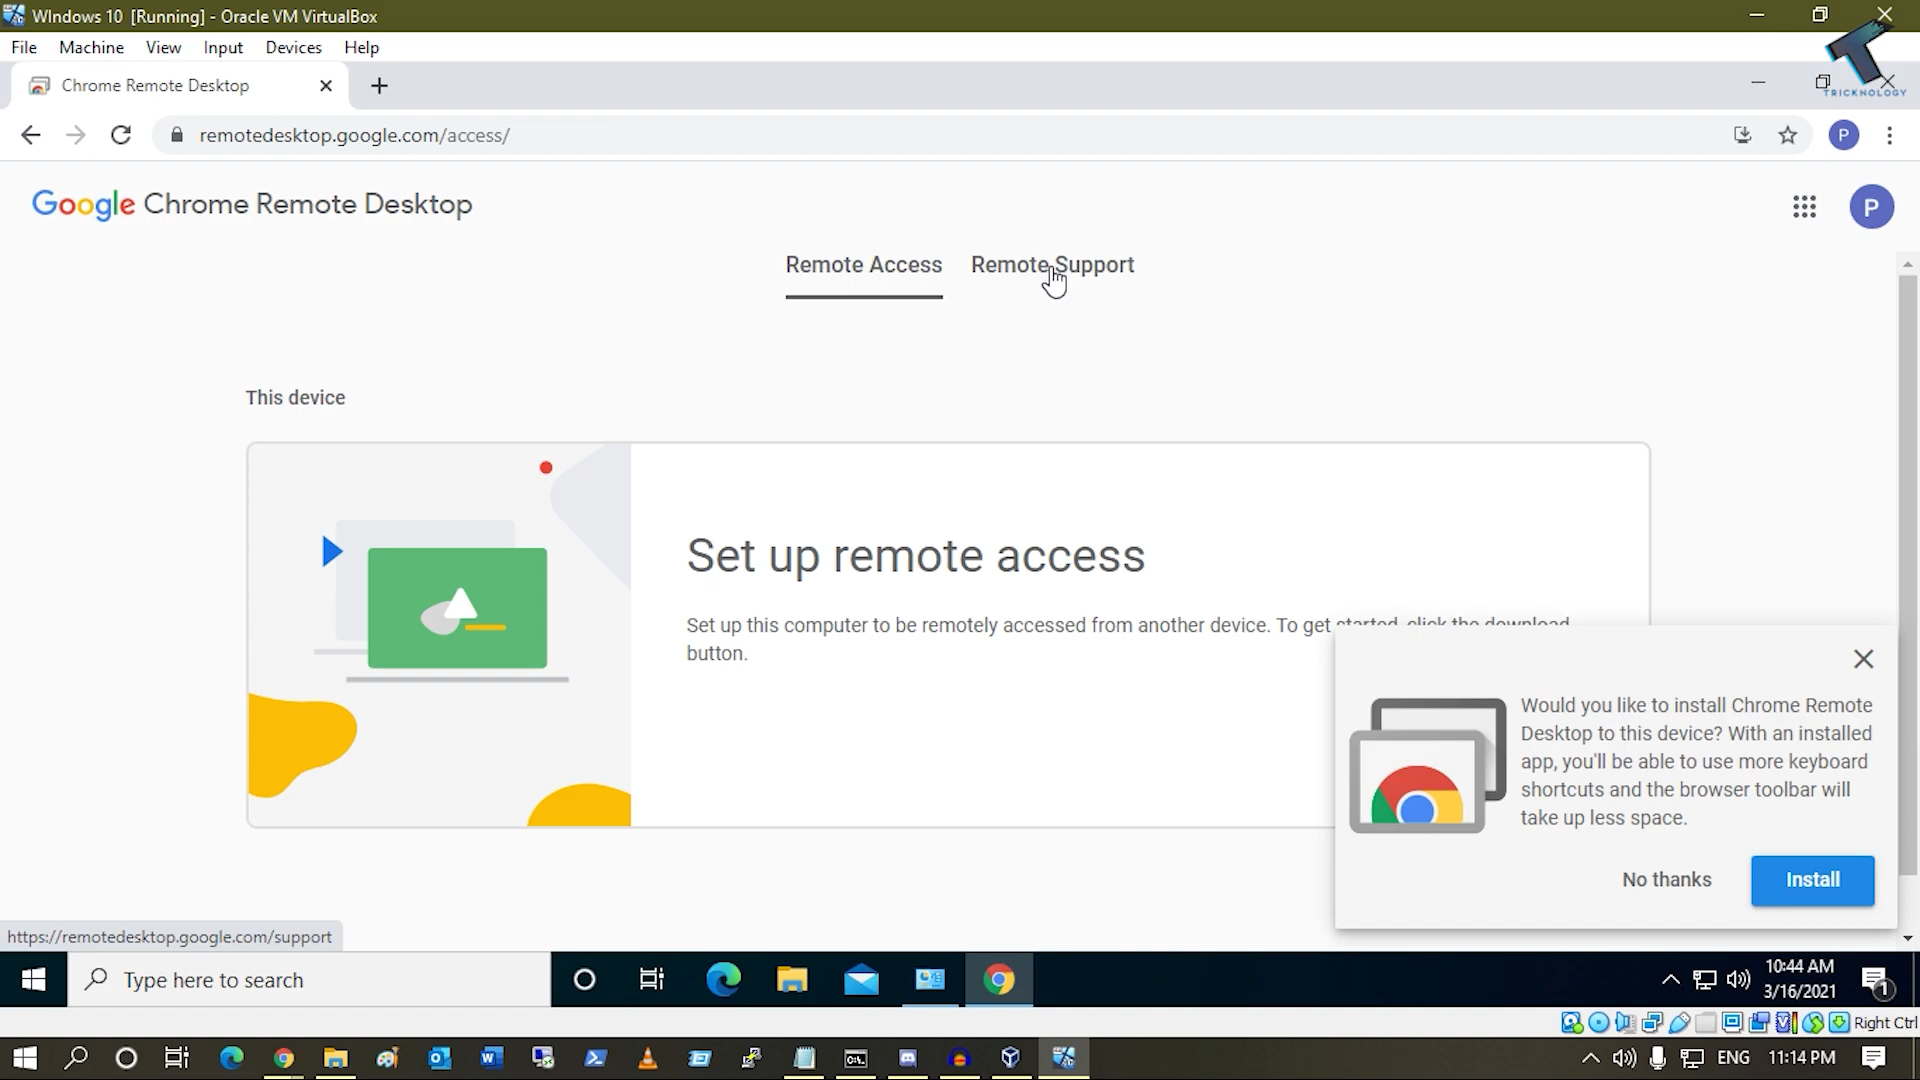 WIndows 10 [Running] - Oracle VM VirtualBox
File Machine View Input Devices Help
TRICKNOLOGY
Chrome Remote Desktop
remotedesktop.google.com/access/
P
Google Chrome Remote Desktop
P
Remote Access Remote Support
This device
Set up remote access
Set up this computer to be remotely accessed from another device. To get started, click the download
button.
Would you like to install Chrome Remote
Desktop to this device? With an installed
app, you'll be able to use more keyboard
shortcuts and the browser toolbar will
take up less space.
No thanks Install
https://remotedesktop.google.com/support
Type here to search
10:44 AM
3/16/2021
1
Right Ctrl
ENG 11:14 PM